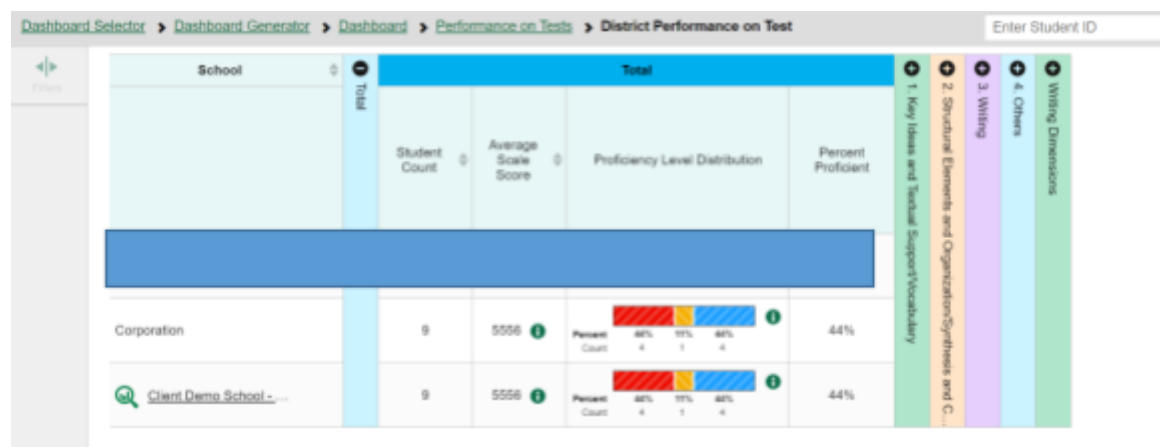 Dashboard Selector > Dashboard Generator > Dashboard > Performance on Tests > District Performance on Test
Enter Student ID
Filters
School
Total
Total
Student Count
Average Scale Score
Proficiency Level Distribution
Percent Proficient
1. Key Ideas and Textual Support/Vocabulary
2. Structural Elements and Organization/Synthesis and C...
3. Writing
4. Others
Writing Dimensions
Corporation 9 5556 44%
Percent 44% 11% 44%
Count 4 1 4
Client Demo School - ... 9 5556 44%
Percent 44% 11% 44%
Count 4 1 4